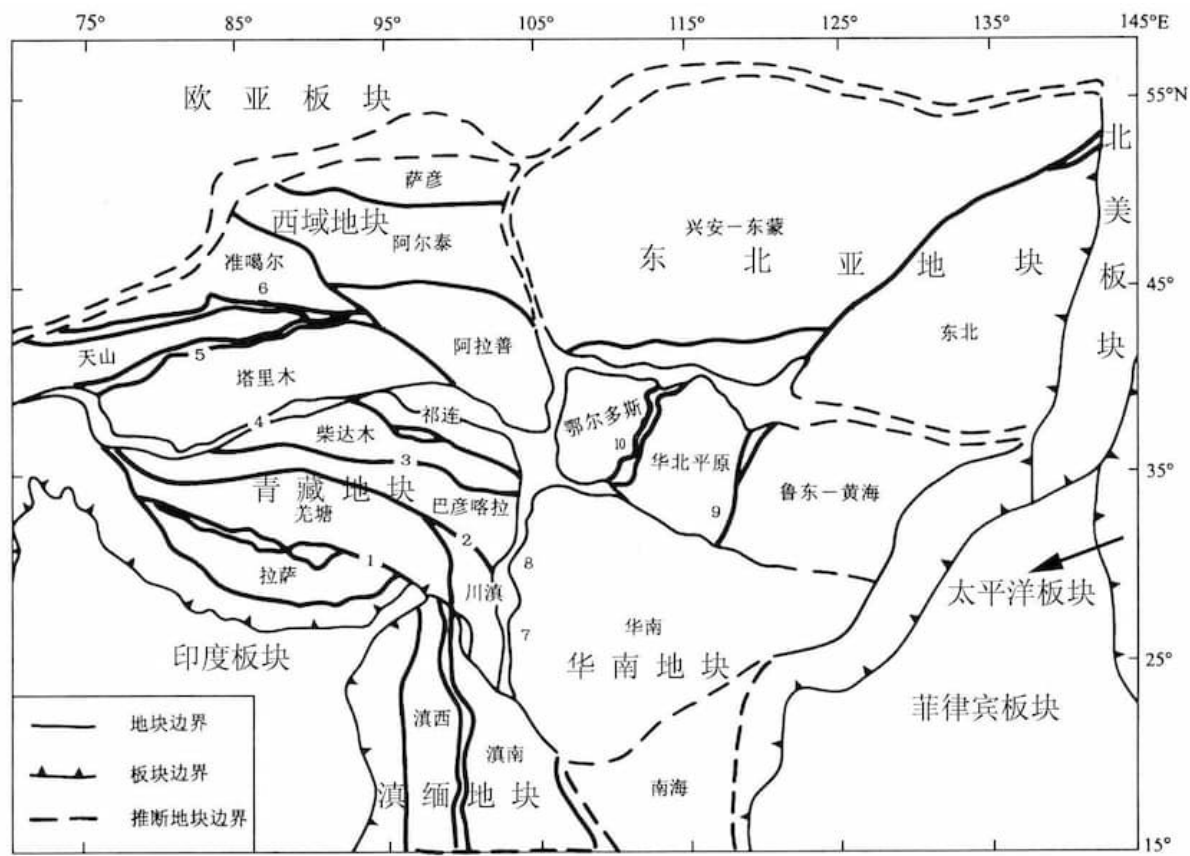 75°
85°
95°
105°
115°
125°
135°
145°E
欧亚板块
55°N
北美板块
萨彦
西域地块
阿尔泰
兴安－东蒙
东北亚地块
准噶尔
6
45°
东北
天山
5
阿拉善
塔里木
祁连
鄂尔多斯
4
柴达木
10
华北平原
3
35°
青藏地块
羌塘
巴彦喀拉
鲁东－黄海
9
2
1
8
拉萨
川滇
太平洋板块
7
华南
印度板块
华南地块
25°
菲律宾板块
地块边界
滇西
滇南
板块边界
滇缅地块
南海
推断地块边界
15°